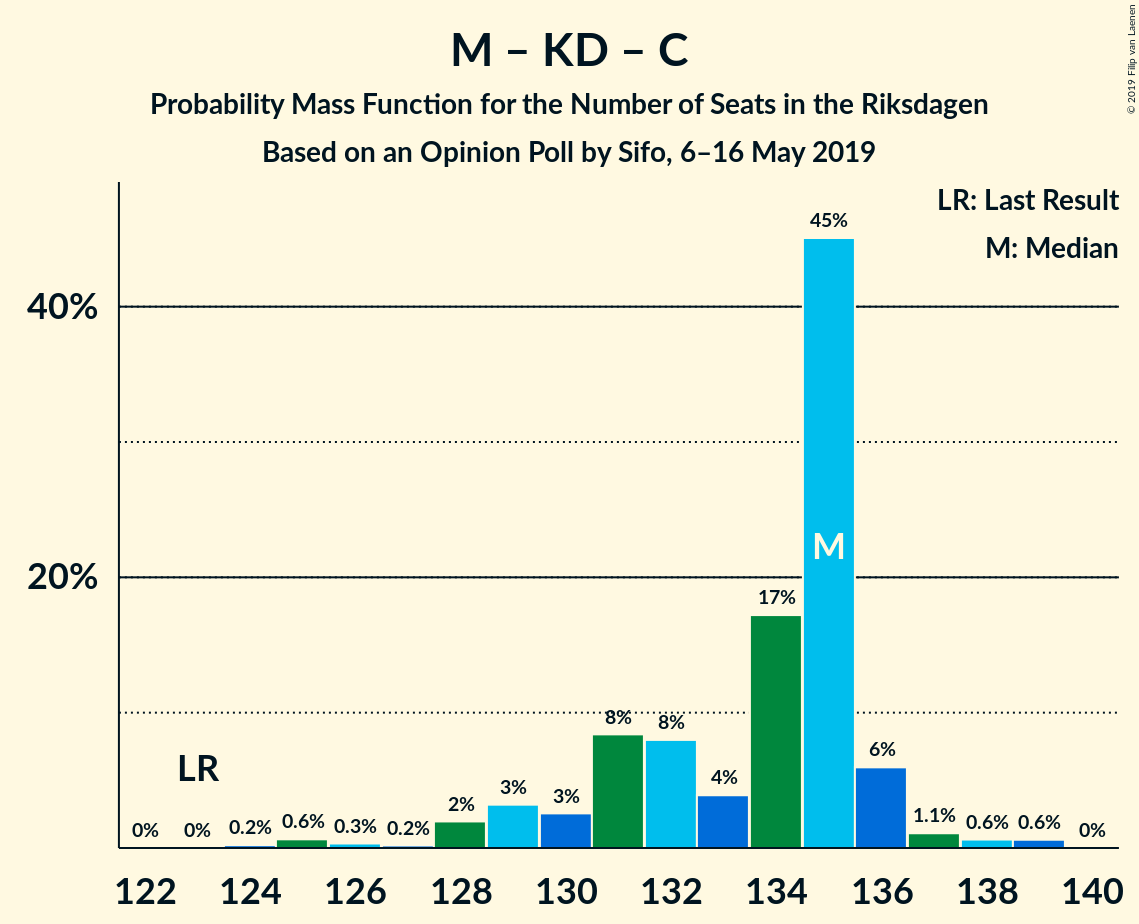 M – KD – C
Probability Mass Function for the Number of Seats in the Riksdagen
Based on an Opinion Poll by Sifo, 6–16 May 2019
© 2019 Filip van Laenen
LR: Last Result
M: Median
40%
20%
0%
0%
0.2%
0.6%
0.3%
0.2%
2%
3%
3%
8%
8%
4%
17%
45%
6%
1.1%
0.6%
0.6%
0%
LR
M
122 124 126 128 130 132 134 136 138 140